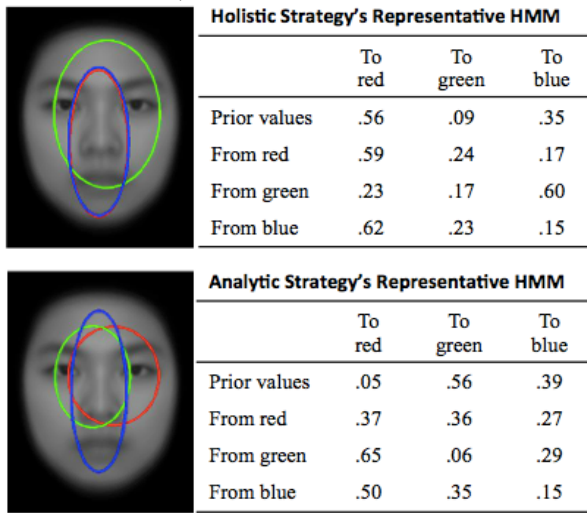 Holistic Strategy's Representative HMM
To To To
red green blue
Prior values .56 .09 .35
From red .59 .24 .17
From green .23 .17 .60
From blue .62 .23 .15
Analytic Strategy's Representative HMM
To To To
red green blue
Prior values .05 .56 .39
From red .37 .36 .27
From green .65 .06 .29
From blue .50 .35 .15